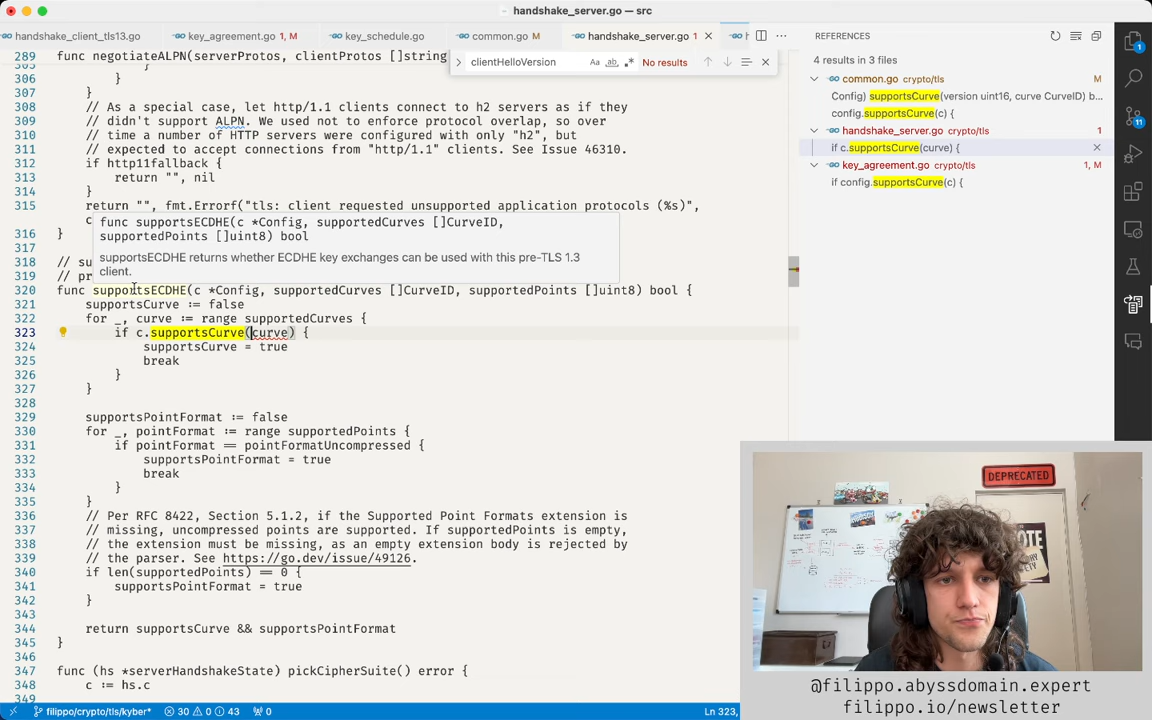 handshake_server.go — src
handshake_client_tls13.go
key_agreement.go 1, M
key_schedule.go
common.go M
handshake_server.go 1
REFERENCES
289 func negotiateALPN(serverProtos, clientProtos []string
clientHelloVersion
Aa
ab
No results
4 results in 3 files
common.go crypto/tls M
Config) supportsCurve(version uint16, curve CurveID) b...
config.supportsCurve(c) {
handshake_server.go crypto/tls 1
if c.supportsCurve(curve) {
key_agreement.go crypto/tls 1, M
if config.supportsCurve(c) {
305 }
306 }
307 }
308 // As a special case, let http/1.1 clients connect to h2 servers as if they
309 // didn't support ALPN. We used not to enforce protocol overlap, so over
310 // time a number of HTTP servers were configured with only "h2", but
311 // expected to accept connections from "http/1.1" clients. See Issue 46310.
312 if http11fallback {
313 return "", nil
314 }
315 return "", fmt.Errorf("tls: client requested unsupported application protocols (%s)",
c
func supportsECDHE(c *Config, supportedCurves []CurveID,
supportedPoints []uint8) bool
supportsECDHE returns whether ECDHE key exchanges can be used with this pre-TLS 1.3
client.
316 }
317
318 // su
319 // pr
320 func supportsECDHE(c *Config, supportedCurves []CurveID, supportedPoints []uint8) bool {
321 supportsCurve := false
322 for _, curve := range supportedCurves {
323 if c.supportsCurve(curve) {
324 supportsCurve = true
325 break
326 }
327 }
328
329 supportsPointFormat := false
330 for _, pointFormat := range supportedPoints {
331 if pointFormat == pointFormatUncompressed {
332 supportsPointFormat = true
333 break
334 }
335 }
336 // Per RFC 8422, Section 5.1.2, if the Supported Point Formats extension is
337 // missing, uncompressed points are supported. If supportedPoints is empty,
338 // the extension must be missing, as an empty extension body is rejected by
339 // the parser. See https://go.dev/issue/49126.
340 if len(supportedPoints) == 0 {
341 supportsPointFormat = true
342 }
343
344 return supportsCurve && supportsPointFormat
345 }
346
347 func (hs *serverHandshakeState) pickCipherSuite() error {
348 c := hs.c
349
1
11
DEPRECATED
@filippo.abyssdomain.expert
filippo.io/newsletter
filippo/crypto/tls/kyber* 30 0 43 0
Ln 323,